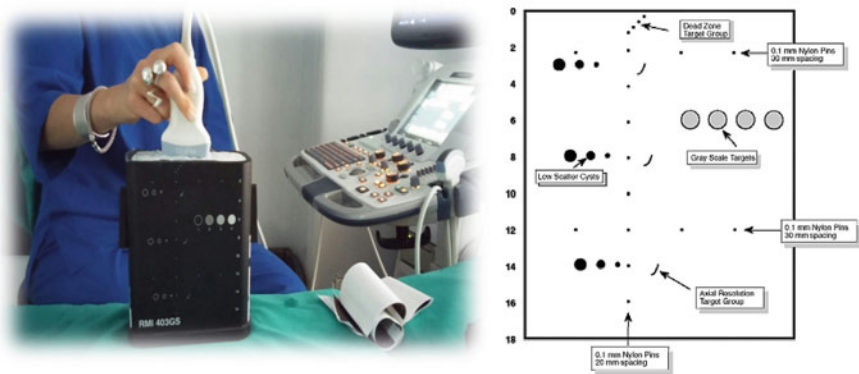 RMI 403GS
0
2
4
6
8
10
12
14
16
18
Dead Zone
Target Group
0.1 mm Nylon Pins
30 mm spacing
Gray Scale Targets
Low Scatter Cysts
0.1 mm Nylon Pins
30 mm spacing
Axial Resolution
Target Group
0.1 mm Nylon Pins
20 mm spacing